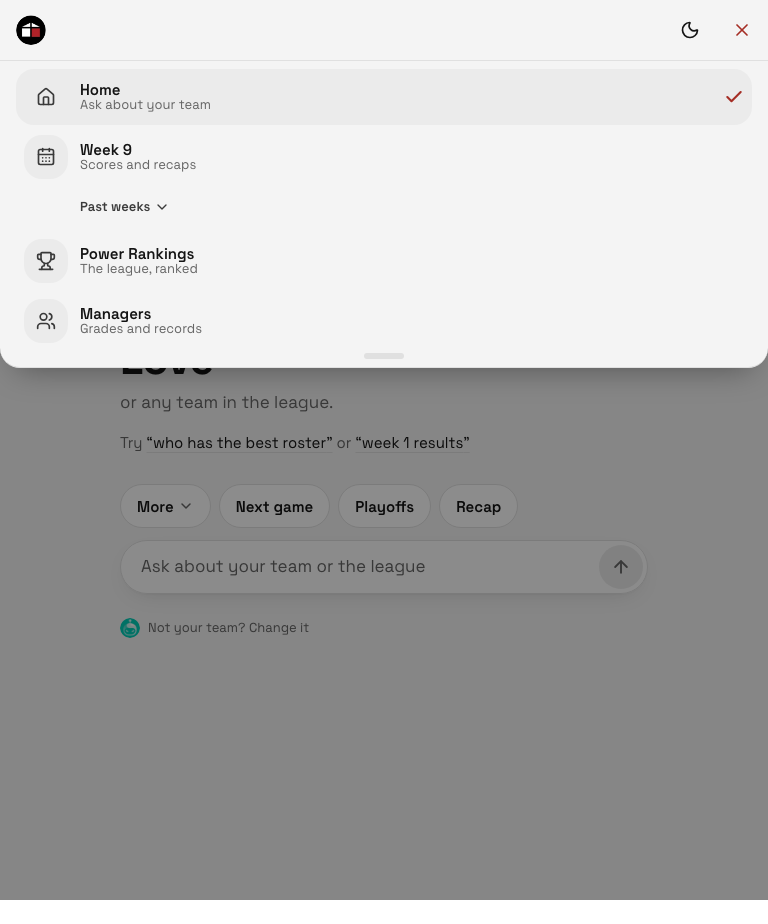 Home
Ask about your team
Week 9
Scores and recaps
Past weeks
Power Rankings
The league, ranked
Managers
Grades and records
or any team in the league.
Try “who has the best roster” or “week 1 results”
More
Next game
Playoffs
Recap
Ask about your team or the league
Not your team? Change it